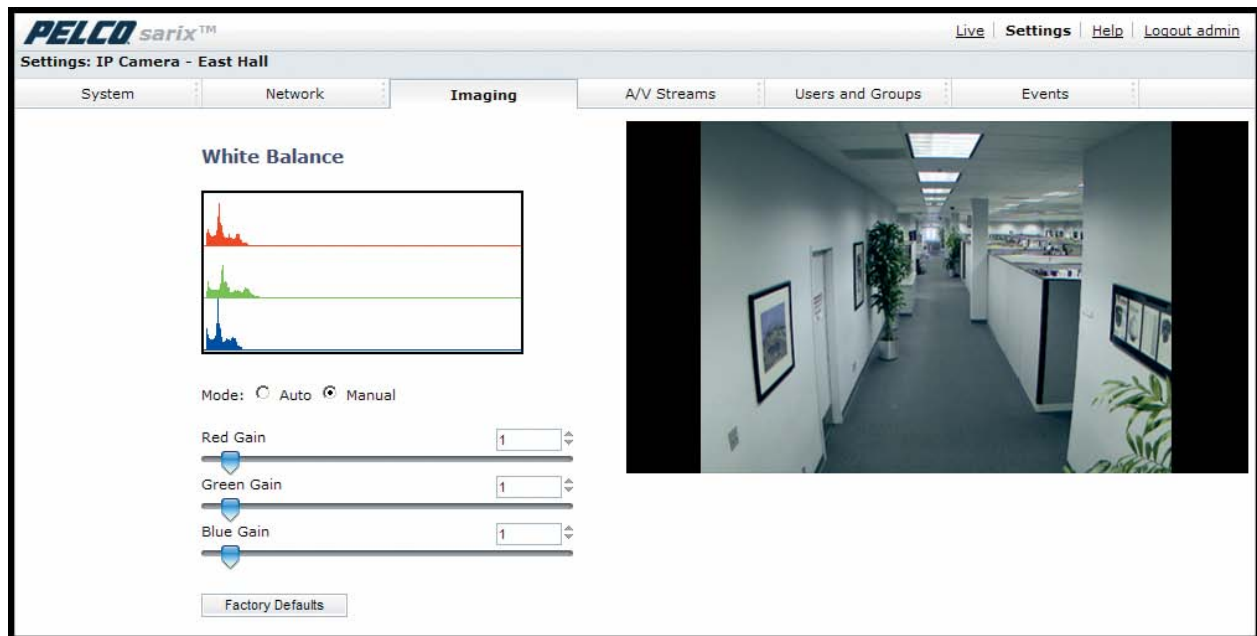 PELCO sarix™
Live Settings Help Logout admin
Settings: IP Camera - East Hall
System Network Imaging A/V Streams Users and Groups Events
White Balance
Mode: Auto Manual
Red Gain 1
Green Gain 1
Blue Gain 1
Factory Defaults